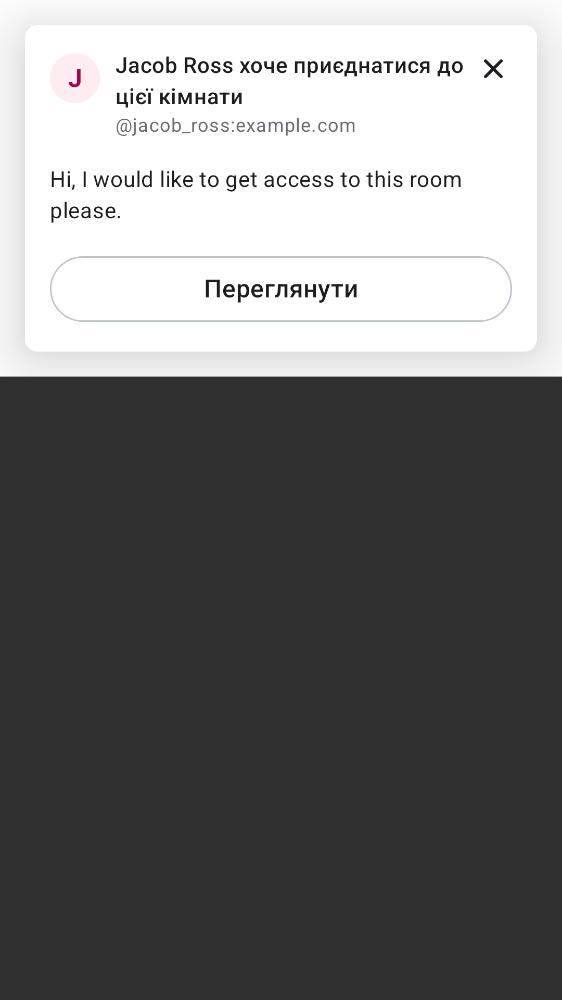 J
Jacob Ross хоче приєднатися до
цієї кімнати
@jacob_ross:example.com
Hi, I would like to get access to this room
please.
Переглянути